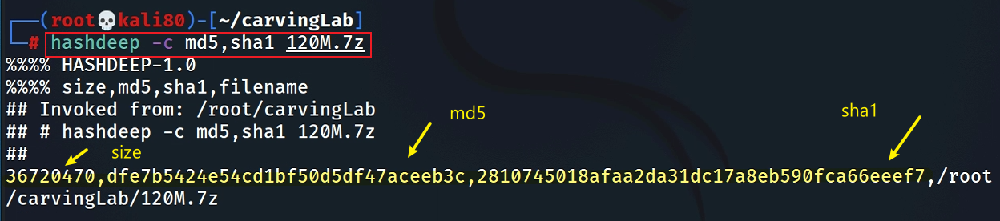 (root💀kali80)-[~/carvingLab]
# hashdeep -c md5,sha1 120M.7z
%%%% HASHDEEP-1.0
%%%% size,md5,sha1,filename
## Invoked from: /root/carvingLab
## # hashdeep -c md5,sha1 120M.7z
##
size
md5
sha1
36720470,dfe7b5424e54cd1bf50d5df47aceeb3c,2810745018afaa2da31dc17a8eb590fca66eeef7,/root
/carvingLab/120M.7z